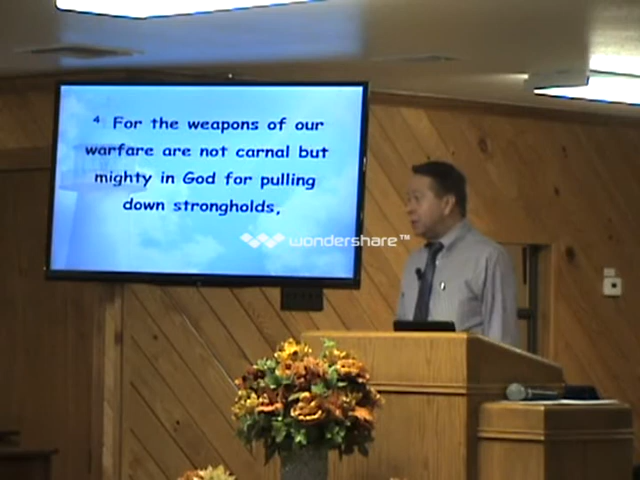 4 For the weapons of our
warfare are not carnal but
mighty in God for pulling
down strongholds,
wondershare™